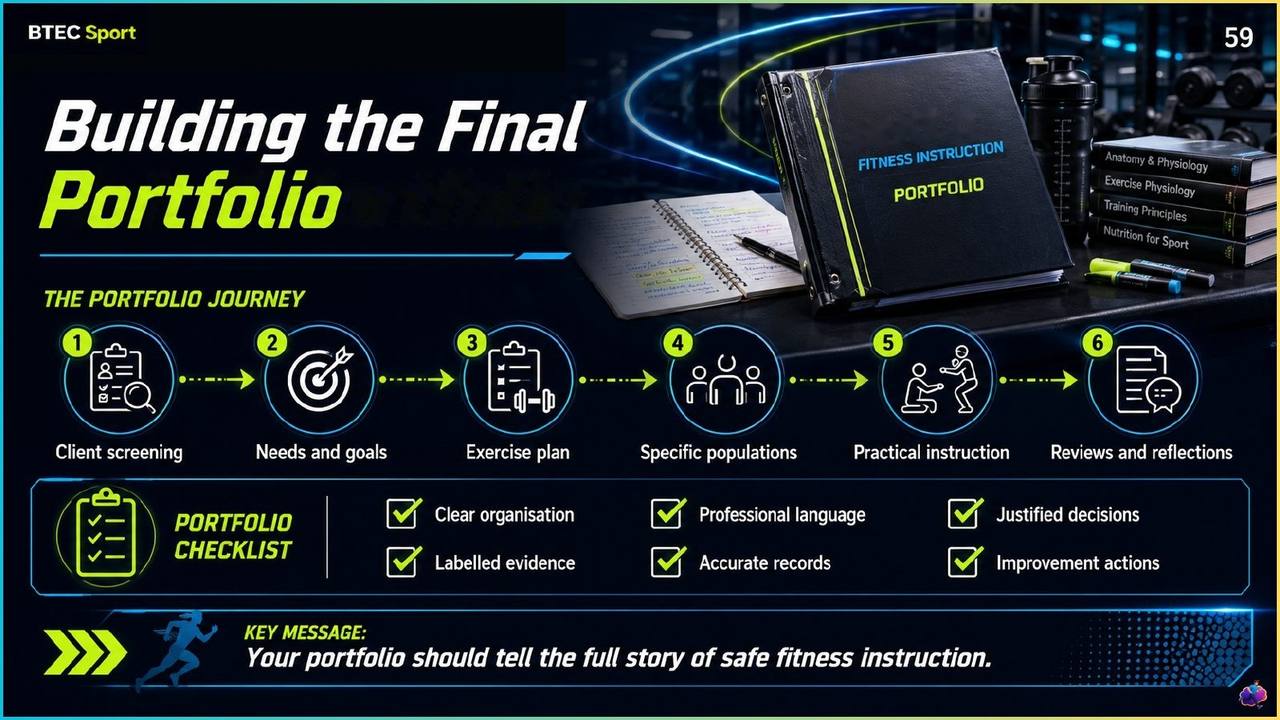 BTEC Sport
59
Building the Final
Portfolio
FITNESS INSTRUCTION
PORTFOLIO
Anatomy & Physiology
Exercise Physiology
Training Principles
Nutrition for Sport
THE PORTFOLIO JOURNEY
1
2
3
4
5
6
Client screening
Needs and goals
Exercise plan
Specific populations
Practical instruction
Reviews and reflections
PORTFOLIO
CHECKLIST
Clear organisation
Professional language
Justified decisions
Labelled evidence
Accurate records
Improvement actions
KEY MESSAGE:
Your portfolio should tell the full story of safe fitness instruction.